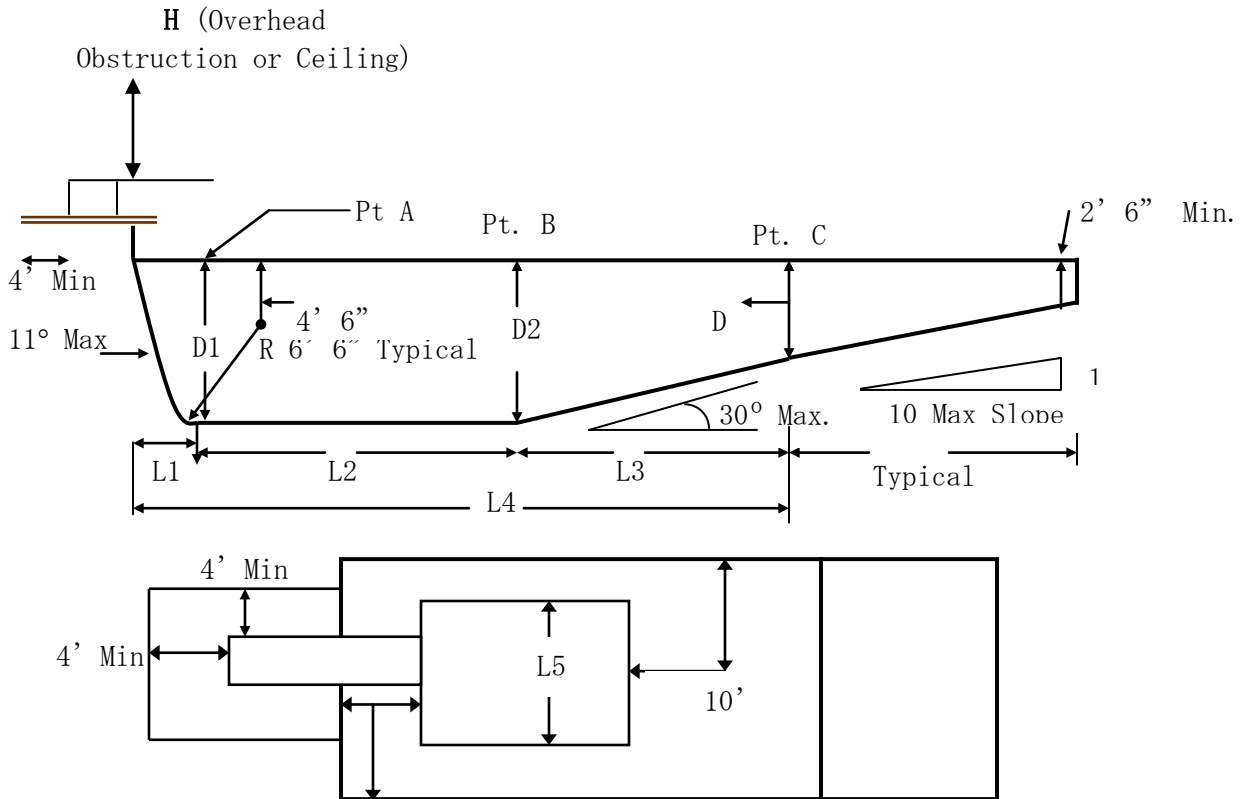 H (Overhead
Obstruction or Ceiling)
Pt A
Pt. B
Pt. C
2’ 6” Min.
4’ Min
11° Max
D1
4’ 6”
R 6’ 6” Typical
D2
D
30° Max.
1
10 Max Slope
L1
L2
L3
Typical
L4
4’ Min
4’ Min
L5
10’